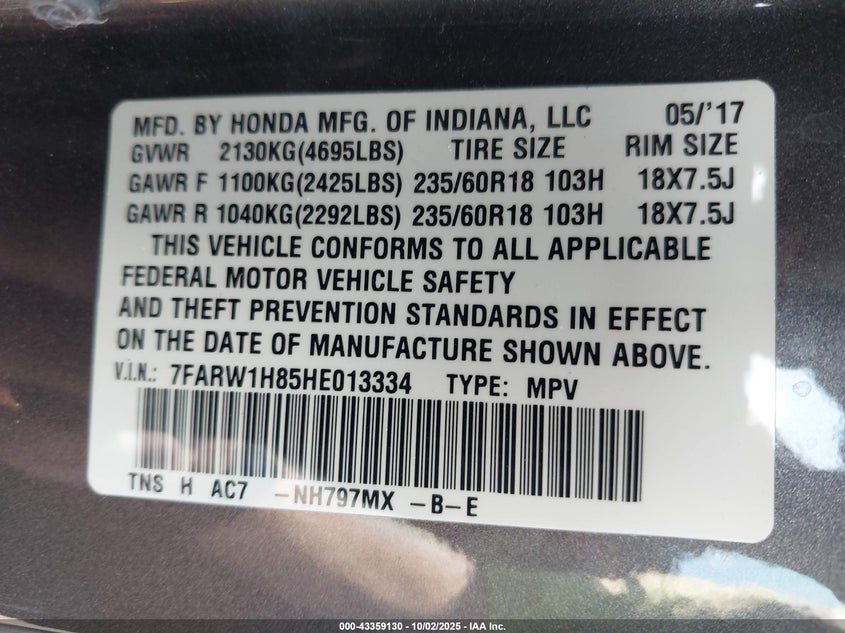 MFD. BY HONDA MFG. OF INDIANA, LLC 05/'17
GVWR 2130KG(4695LBS) TIRE SIZE RIM SIZE
GAWR F 1100KG(2425LBS) 235/60R18 103H 18X7.5J
GAWR R 1040KG(2292LBS) 235/60R18 103H 18X7.5J
THIS VEHICLE CONFORMS TO ALL APPLICABLE
FEDERAL MOTOR VEHICLE SAFETY
AND THEFT PREVENTION STANDARDS IN EFFECT
ON THE DATE OF MANUFACTURE SHOWN ABOVE.
V.I.N.: 7FARW1H85HE013334 TYPE: MPV
TNS H AC7 -NH797MX -B-E
000-43359130 - 10/02/2025 - IAA Inc.